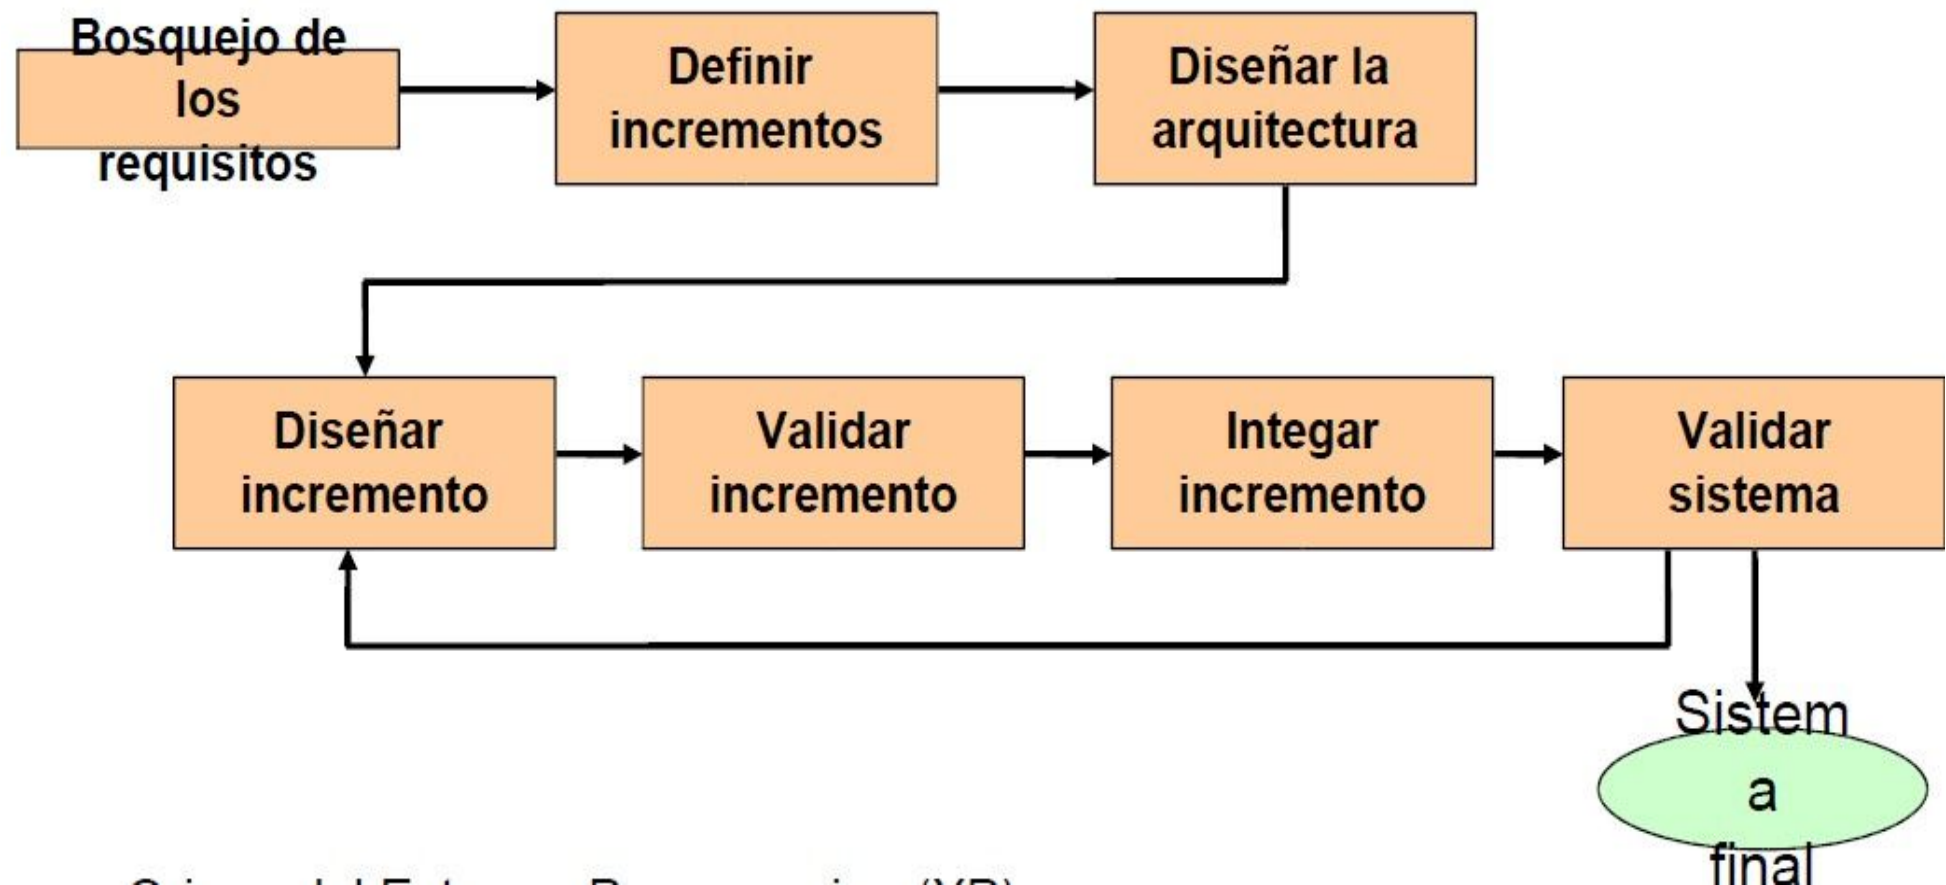 Bosquejo de
los
requisitos
Definir
incrementos
Diseñar la
arquitectura
Diseñar
incremento
Validar
incremento
Integar
incremento
Validar
sistema
Sistem
a
final
(XP)